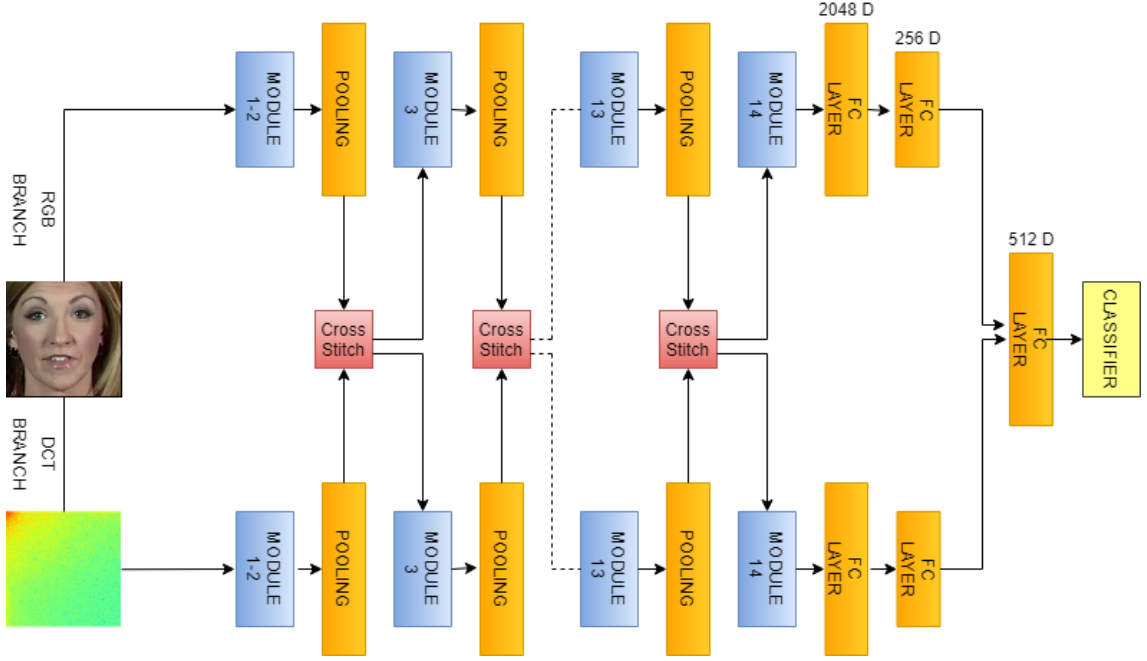 2048 D
256 D
MODULE
1-2
POOLING
MODULE
3
POOLING
MODULE
13
POOLING
MODULE
14
FC
LAYER
FC
LAYER
RGB
BRANCH
512 D
Cross
Stitch
Cross
Stitch
Cross
Stitch
FC
LAYER
CLASSIFIER
DCT
BRANCH
MODULE
1-2
POOLING
MODULE
3
POOLING
MODULE
13
POOLING
MODULE
14
FC
LAYER
FC
LAYER